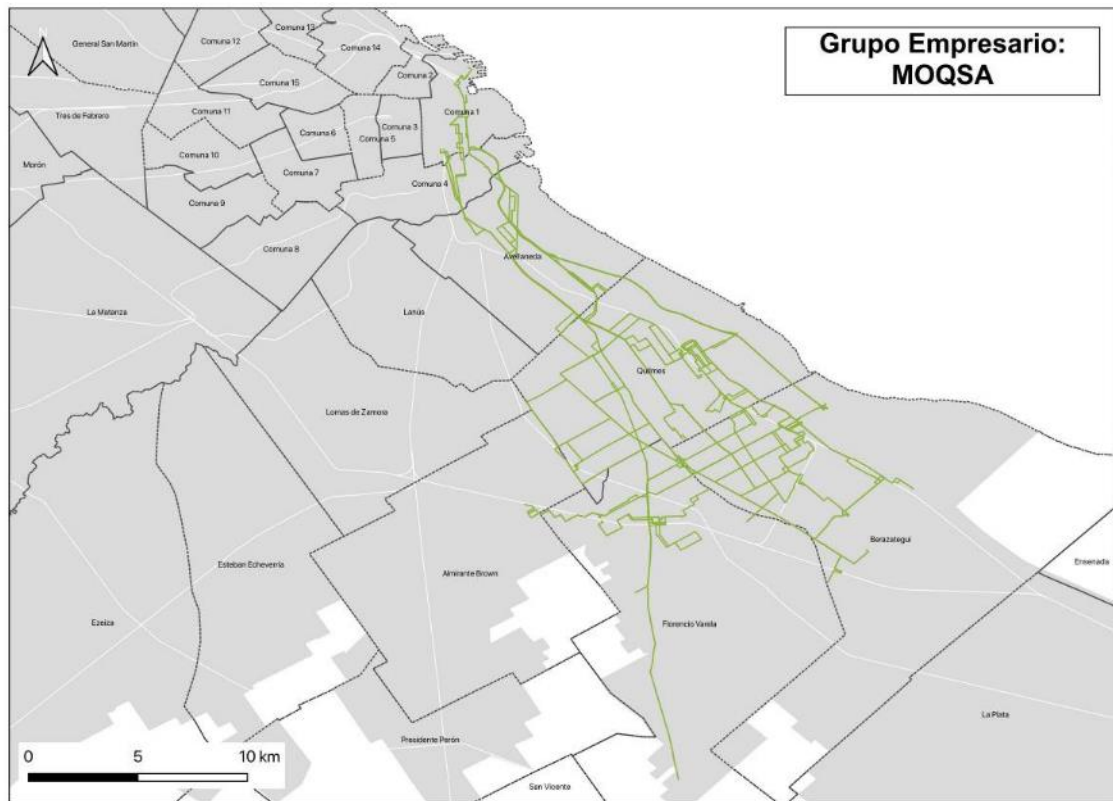 Grupo Empresario:
MOQSA
N
General San Martín
Comuna 12
Comuna 13
Comuna 14
Comuna 2
Comuna 15
Tres de Febrero
Comuna 11
Comuna 1
Comuna 3
Comuna 6
Comuna 5
Comuna 10
Morón
Comuna 7
Comuna 4
Comuna 9
Comuna 8
Avellaneda
La Matanza
Lanús
Quilmes
Lomas de Zamora
Berazategui
Ensenada
Esteban Echeverría
Almirante Brown
Ezeiza
Florencio Varela
La Plata
Presidente Perón
San Vicente
0 5 10 km